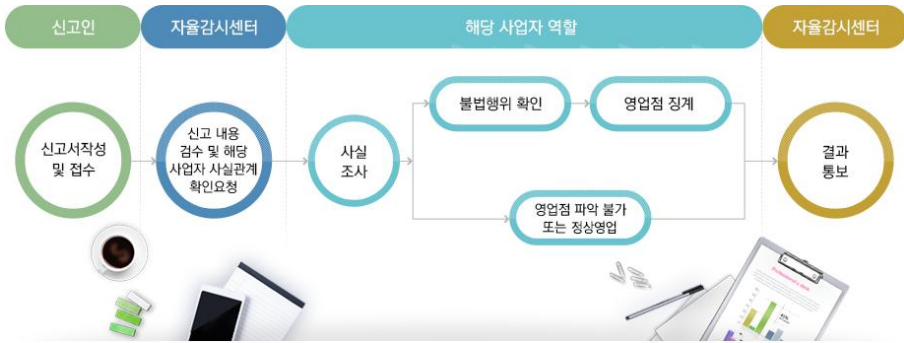 신고인
자율감시센터
해당 사업자 역할
자율감시센터
신고서작성
및 접수
신고 내용
검수 및 해당
사업자 사실관계
확인요청
사실
조사
불법행위 확인
영업점 징계
영업점 파악 불가
또는 정상영업
결과
통보